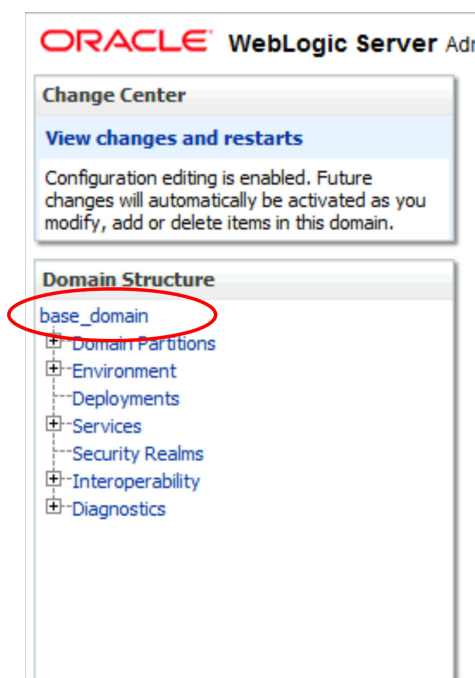 ORACLE WebLogic Server
Change Center
View changes and restarts
Configuration editing is enabled. Future
changes will automatically be activated as you
modify, add or delete items in this domain.
Domain Structure
base_domain
Domain Partitions
Environment
Deployments
Services
Security Realms
Interoperability
Diagnostics